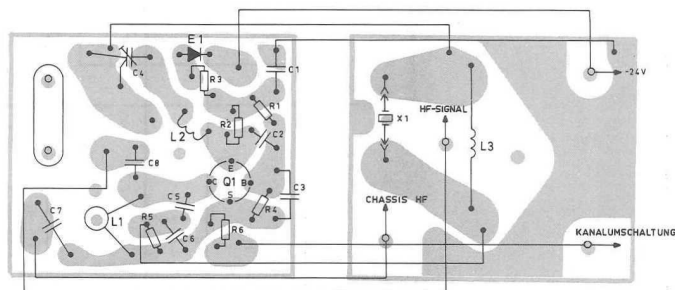 E1
C4
R3
C1
-24V
R1
HF-SIGNAL
X1
R2
C2
L2
L3
C8
E
C Q1 B
S
C3
CHASSIS HF
C7
L1
C5
R4
R5
C6
R6
KANALUMSCHALTUNG